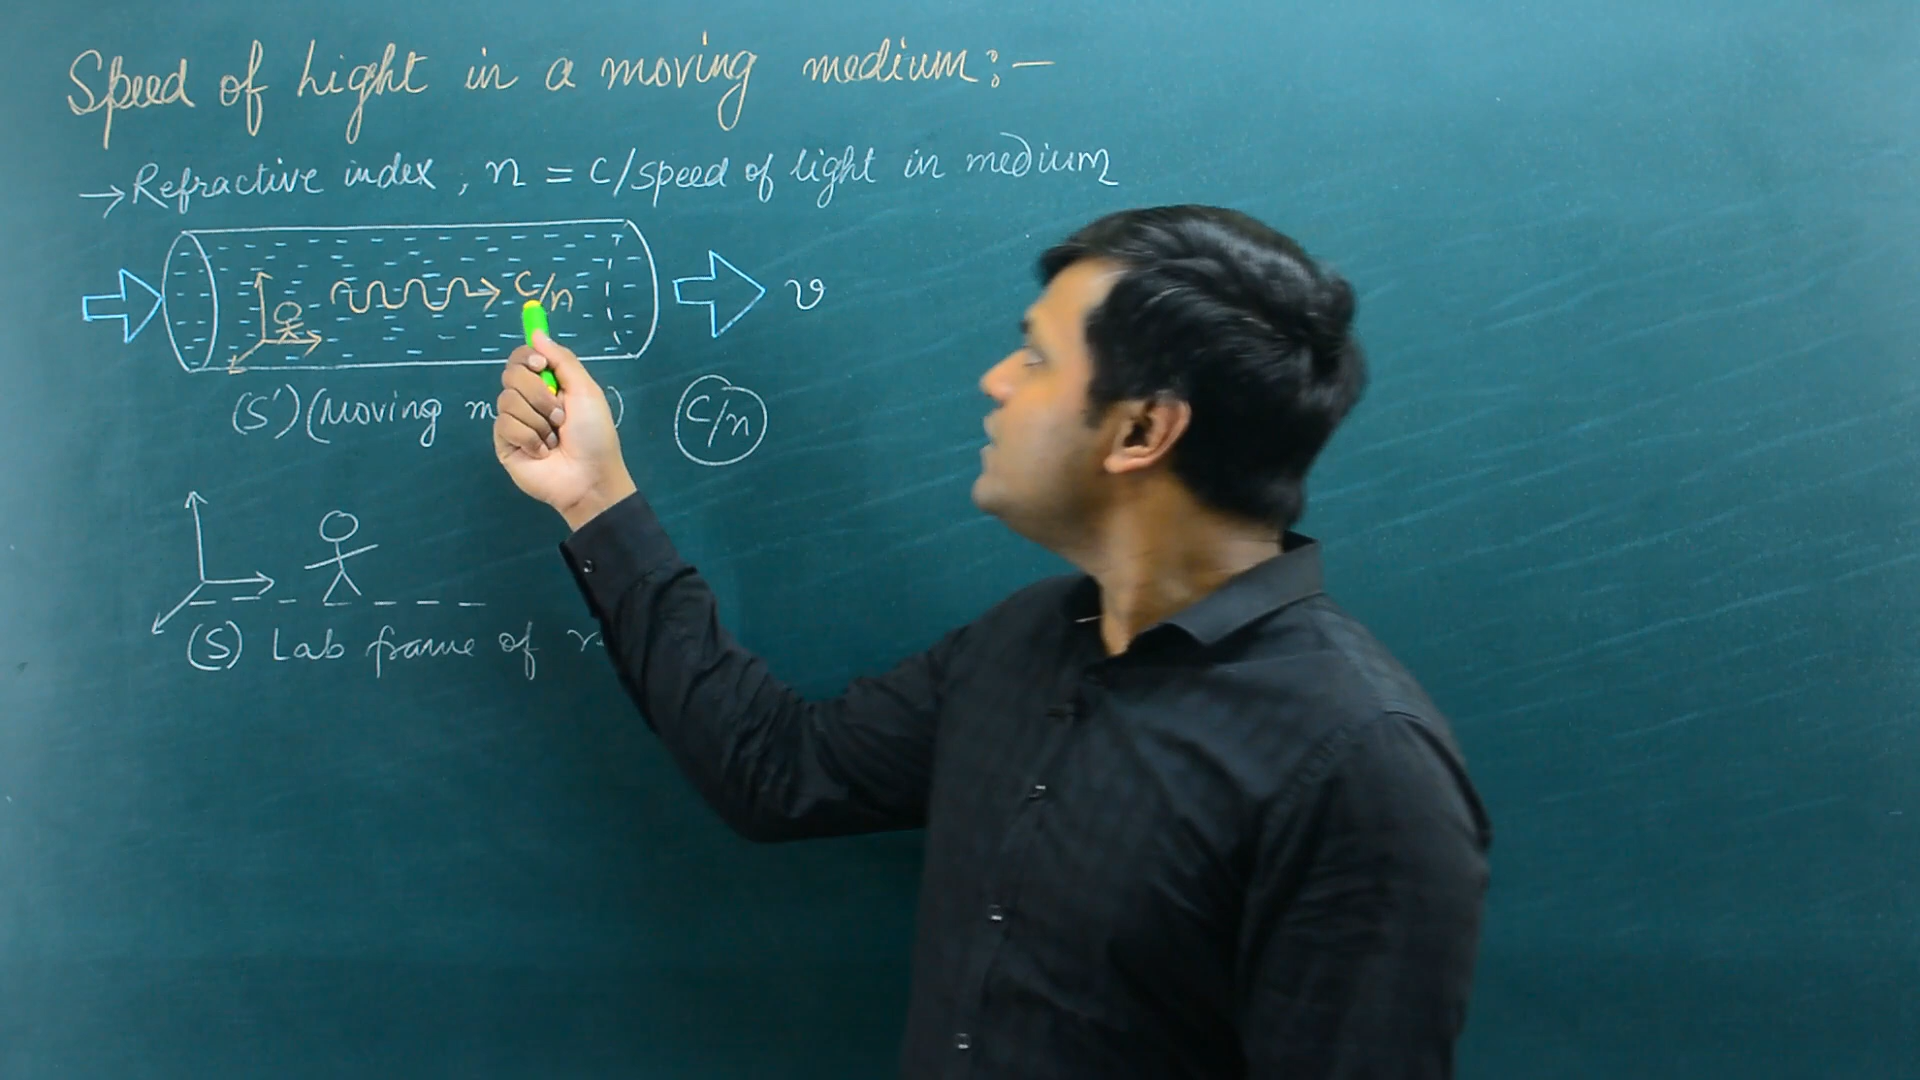 Speed of Light in a moving medium:-
→ Refractive index, n = c/speed of light in medium
c/n
v
(S') (Moving
c/n
(S) Lab frame of